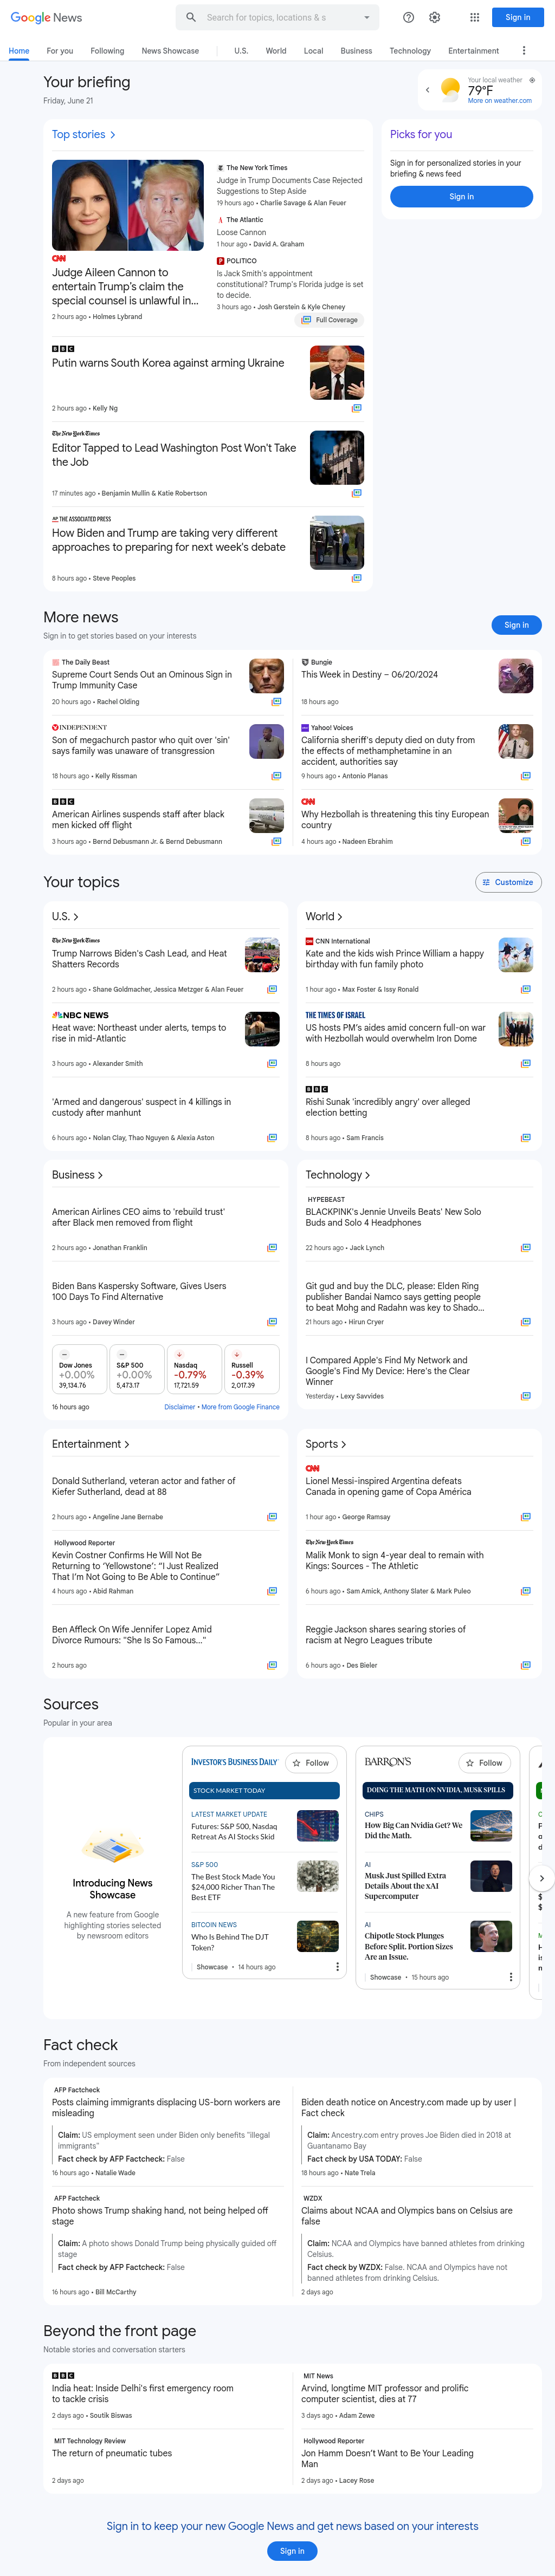 Google News
Search for topics, locations & s
Sign in
Home
For you
Following
News Showcase
U.S.
World
Local
Business
Technology
Entertainment
Your briefing
Friday, June 21
Your local weather
79°F
More on weather.com
Top stories
CNN
Judge Aileen Cannon to
entertain Trump's claim the
special counsel is unlawful in...
2 hours ago • Holmes Lybrand
The New York Times
Judge in Trump Documents Case Rejected
Suggestions to Step Aside
19 hours ago • Charlie Savage & Alan Feuer
The Atlantic
Loose Cannon
1 hour ago • David A. Graham
POLITICO
Is Jack Smith's appointment
constitutional? Trump's Florida judge is set
to decide.
3 hours ago • Josh Gerstein & Kyle Cheney
Full Coverage
BBC
Putin warns South Korea against arming Ukraine
2 hours ago • Kelly Ng
The New York Times
Editor Tapped to Lead Washington Post Won't Take
the Job
17 minutes ago • Benjamin Mullin & Katie Robertson
AP THE ASSOCIATED PRESS
How Biden and Trump are taking very different
approaches to preparing for next week's debate
8 hours ago • Steve Peoples
Picks for you
Sign in for personalized stories in your
briefing & news feed
Sign in
More news
Sign in to get stories based on your interests
Sign in
The Daily Beast
Supreme Court Sends Out an Ominous Sign in
Trump Immunity Case
20 hours ago • Rachel Olding
Bungie
This Week in Destiny – 06/20/2024
18 hours ago
INDEPENDENT
Son of megachurch pastor who quit over 'sin'
says family was unaware of transgression
18 hours ago • Kelly Rissman
Yahoo! Voices
California sheriff's deputy died on duty from
the effects of methamphetamine in an
accident, authorities say
9 hours ago • Antonio Planas
BBC
American Airlines suspends staff after black
men kicked off flight
3 hours ago • Bernd Debusmann Jr. & Bernd Debusmann
CNN
Why Hezbollah is threatening this tiny European
country
4 hours ago • Nadeen Ebrahim
Your topics
Customize
U.S.
The New York Times
Trump Narrows Biden's Cash Lead, and Heat
Shatters Records
2 hours ago • Shane Goldmacher, Jessica Metzger & Alan Feuer
NBC NEWS
Heat wave: Northeast under alerts, temps to
rise in mid-Atlantic
3 hours ago • Alexander Smith
'Armed and dangerous' suspect in 4 killings in
custody after manhunt
6 hours ago • Nolan Clay, Thao Nguyen & Alexia Aston
World
CNN International
Kate and the kids wish Prince William a happy
birthday with fun family photo
1 hour ago • Max Foster & Issy Ronald
THE TIMES OF ISRAEL
US hosts PM's aides amid concern full-on war
with Hezbollah would overwhelm Iron Dome
8 hours ago
BBC
Rishi Sunak 'incredibly angry' over alleged
election betting
8 hours ago • Sam Francis
Business
American Airlines CEO aims to 'rebuild trust'
after Black men removed from flight
2 hours ago • Jonathan Franklin
Biden Bans Kaspersky Software, Gives Users
100 Days To Find Alternative
3 hours ago • Davey Winder
Dow Jones
+0.00%
39,134.76
S&P 500
+0.00%
5,473.17
Nasdaq
-0.79%
17,721.59
Russell
-0.39%
2,017.39
16 hours ago
Disclaimer • More from Google Finance
Technology
HYPEBEAST
BLACKPINK's Jennie Unveils Beats' New Solo
Buds and Solo 4 Headphones
22 hours ago • Jack Lynch
Git gud and buy the DLC, please: Elden Ring
publisher Bandai Namco says getting people
to beat Mohg and Radahn was key to Shado...
21 hours ago • Hirun Cryer
I Compared Apple's Find My Network and
Google's Find My Device: Here's the Clear
Winner
Yesterday • Lexy Savvides
Entertainment
Donald Sutherland, veteran actor and father of
Kiefer Sutherland, dead at 88
2 hours ago • Angeline Jane Bernabe
Hollywood Reporter
Kevin Costner Confirms He Will Not Be
Returning to 'Yellowstone': "I Just Realized
That I'm Not Going to Be Able to Continue"
4 hours ago • Abid Rahman
Ben Affleck On Wife Jennifer Lopez Amid
Divorce Rumours: "She Is So Famous..."
2 hours ago
Sports
CNN
Lionel Messi-inspired Argentina defeats
Canada in opening game of Copa América
1 hour ago • George Ramsay
The New York Times
Malik Monk to sign 4-year deal to remain with
Kings: Sources - The Athletic
6 hours ago • Sam Amick, Anthony Slater & Mark Puleo
Reggie Jackson shares searing stories of
racism at Negro Leagues tribute
6 hours ago • Des Bieler
Sources
Popular in your area
Introducing News
Showcase
A new feature from Google
highlighting stories selected
by newsroom editors
INVESTOR'S BUSINESS DAILY
Follow
STOCK MARKET TODAY
LATEST MARKET UPDATE
Futures: S&P 500, Nasdaq
Retreat As AI Stocks Skid
S&P 500
The Best Stock Made You
$24,000 Richer Than The
Best ETF
BITCOIN NEWS
Who Is Behind The DJT
Token?
Showcase • 14 hours ago
BARRON'S
Follow
DOING THE MATH ON NVIDIA, MUSK SPILLS
CHIPS
How Big Can Nvidia Get? We
Did the Math.
AI
Musk Just Spilled Extra
Details About the xAI
Supercomputer
AI
Chipotle Stock Plunges
Before Split. Portion Sizes
Are an Issue.
Showcase • 15 hours ago
Fact check
From independent sources
AFP Factcheck
Posts claiming immigrants displacing US-born workers are
misleading
Claim: US employment seen under Biden only benefits "illegal
immigrants"
Fact check by AFP Factcheck: False
16 hours ago • Natalie Wade
Biden death notice on Ancestry.com made up by user |
Fact check
Claim: Ancestry.com entry proves Joe Biden died in 2018 at
Guantanamo Bay
Fact check by USA TODAY: False
18 hours ago • Nate Trela
AFP Factcheck
Photo shows Trump shaking hand, not being helped off
stage
Claim: A photo shows Donald Trump being physically guided off
stage
Fact check by AFP Factcheck: False
16 hours ago • Bill McCarthy
WZDX
Claims about NCAA and Olympics bans on Celsius are
false
Claim: NCAA and Olympics have banned athletes from drinking
Celsius.
Fact check by WZDX: False. NCAA and Olympics have not
banned athletes from drinking Celsius.
2 days ago
Beyond the front page
Notable stories and conversation starters
BBC
India heat: Inside Delhi's first emergency room
to tackle crisis
2 days ago • Soutik Biswas
MIT News
Arvind, longtime MIT professor and prolific
computer scientist, dies at 77
3 days ago • Adam Zewe
MIT Technology Review
The return of pneumatic tubes
2 days ago
Hollywood Reporter
Jon Hamm Doesn't Want to Be Your Leading
Man
2 days ago • Lacey Rose
Sign in to keep your new Google News and get news based on your interests
Sign in